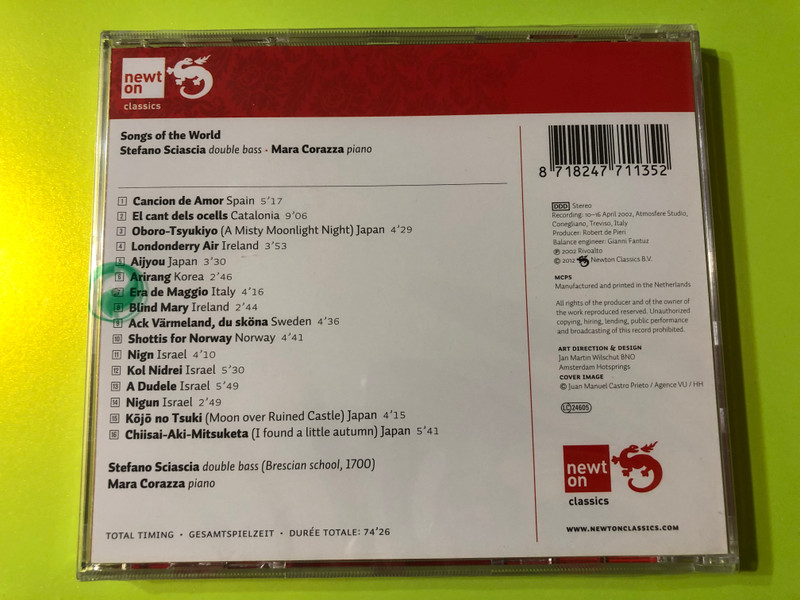 newt
on
classics
Songs of the World
Stefano Sciascia double bass · Mara Corazza piano
8 718247 711352
1 Cancion de Amor Spain 5'17
2 El cant dels ocells Catalonia 9'06
3 Oboro-Tsyukiyo (A Misty Moonlight Night) Japan 4'29
4 Londonderry Air Ireland 3'53
5 Aijyou Japan 3'30
6 Arirang Korea 2'46
7 Era de Maggio Italy 4'16
8 Blind Mary Ireland 2'44
9 Ack Värmeland, du sköna Sweden 4'36
10 Shottis for Norway Norway 4'41
11 Nign Israel 4'10
12 Kol Nidrei Israel 5'30
13 A Dudele Israel 5'49
14 Nigun Israel 2'49
15 Kōjō no Tsuki (Moon over Ruined Castle) Japan 4'15
16 Chiisai-Aki-Mitsuketa (I found a little autumn) Japan 5'41
Stefano Sciascia double bass (Brescian school, 1700)
Mara Corazza piano
TOTAL TIMING · GESAMTSPIELZEIT · DURÉE TOTALE: 74'26
DDD Stereo
Recording: 10–16 April 2002, Atmosfere Studio,
Conegliano, Treviso, Italy
Producer: Robert de Pieri
Balance engineer: Gianni Fantuz
℗ 2002 Rivoalto
© 2012 Newton Classics B.V.
MCPS
Manufactured and printed in the Netherlands
All rights of the producer and of the owner of
the work reproduced reserved. Unauthorized
copying, hiring, lending, public performance
and broadcasting of this record prohibited.
ART DIRECTION & DESIGN
Jan Martin Wilschut BNO
Amsterdam Hotsprings
COVER IMAGE
© Juan Manuel Castro Prieto / Agence VU / HH
LC 24605
newt
on
classics
WWW.NEWTONCLASSICS.COM